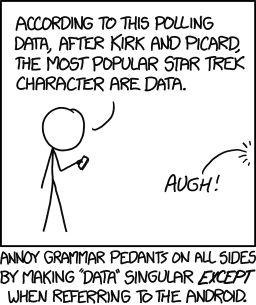 ACCORDING TO THIS POLLING
DATA, AFTER KIRK AND PICARD,
THE MOST POPULAR STAR TREK
CHARACTER ARE DATA.
AUGH!
ANNOY GRAMMAR PEDANTS ON ALL SIDES
BY MAKING "DATA" SINGULAR EXCEPT
WHEN REFERRING TO THE ANDROID.